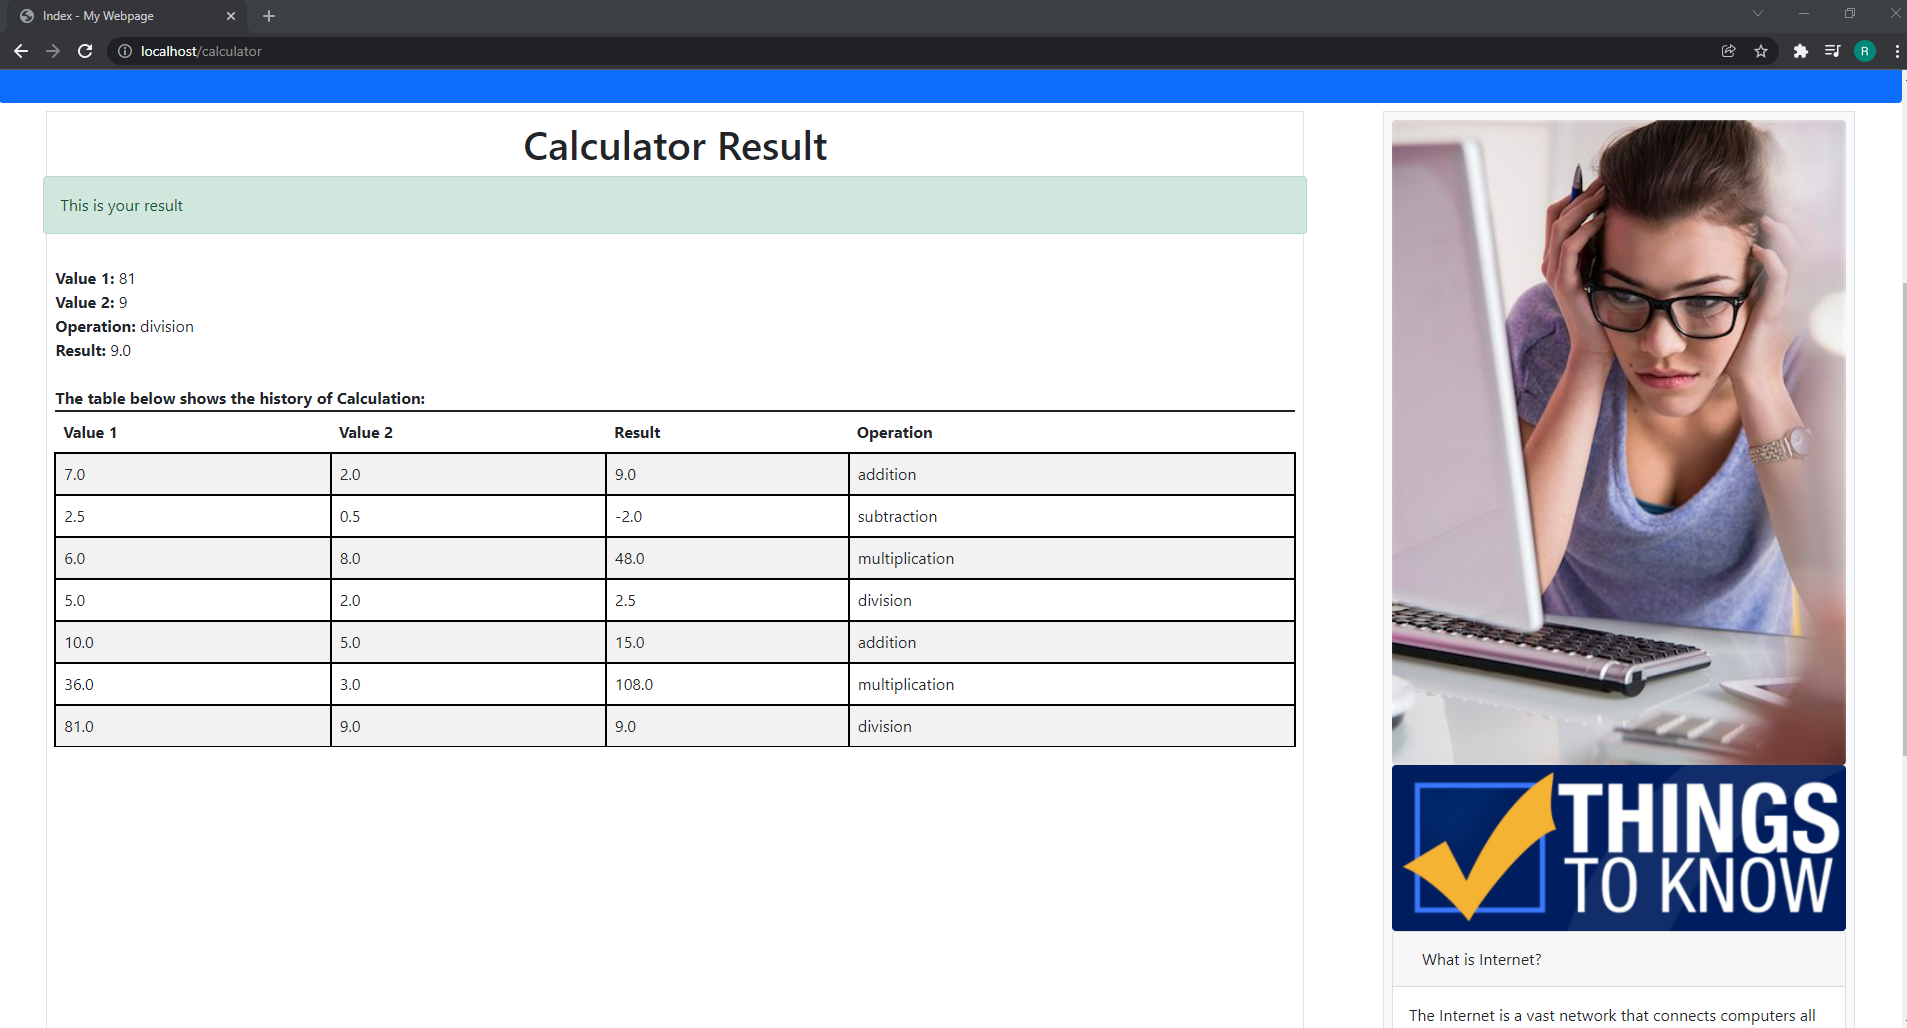 Index - My Webpage
localhost/calculator
R
Calculator Result
This is your result
Value 1: 81
Value 2: 9
Operation: division
Result: 9.0
The table below shows the history of Calculation:
Value 1 Value 2 Result Operation
7.0 2.0 9.0 addition
2.5 0.5 -2.0 subtraction
6.0 8.0 48.0 multiplication
5.0 2.0 2.5 division
10.0 5.0 15.0 addition
36.0 3.0 108.0 multiplication
81.0 9.0 9.0 division
THINGS
TO KNOW
What is Internet?
The Internet is a vast network that connects computers all